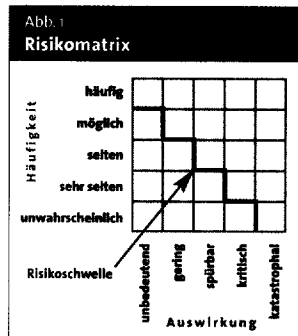 Abb. 1
Risikomatrix
Häufigkeit
häufig
möglich
selten
sehr selten
unwahrscheinlich
Risikoschwelle
unbedeutend
gering
spürbar
kritisch
katastrophal
Auswirkung